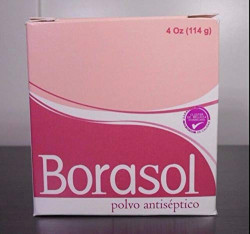 4 Oz (114 g)
Borasol
polvo antiséptico